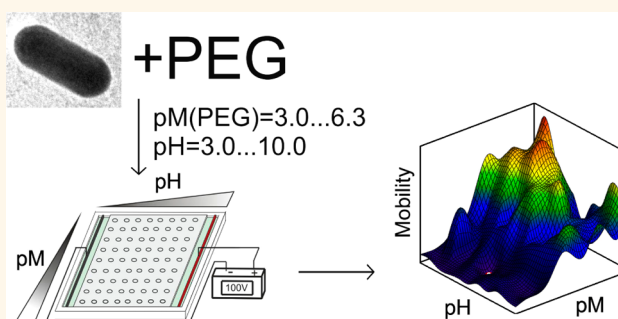 +PEG
pM(PEG)=3.0...6.3
pH=3.0...10.0
pH
pM
- +
100V
Mobility
pH
pM